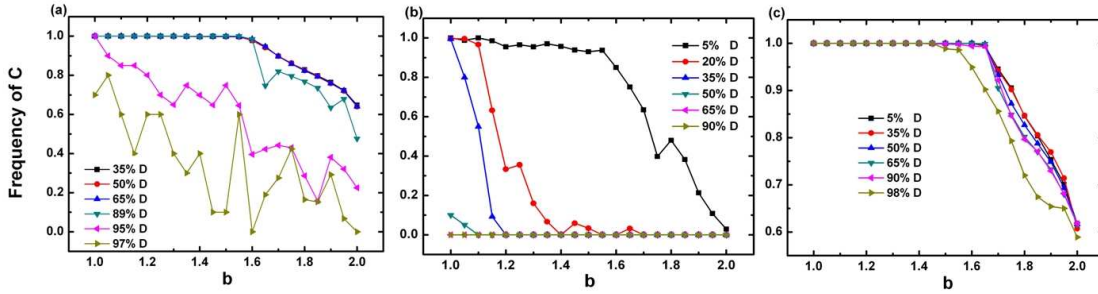 (a)
Frequency of C
1.0
0.8
0.6
0.4
0.2
0.0
35% D
50% D
65% D
89% D
95% D
97% D
1.0 1.2 1.4 1.6 1.8 2.0
b
(b)
1.0
0.8
0.6
0.4
0.2
0.0
5% D
20% D
35% D
50% D
65% D
90% D
1.0 1.2 1.4 1.6 1.8 2.0
b
(c)
1.0
0.9
0.8
0.7
0.6
5% D
35% D
50% D
65% D
90% D
98% D
1.0 1.2 1.4 1.6 1.8 2.0
b